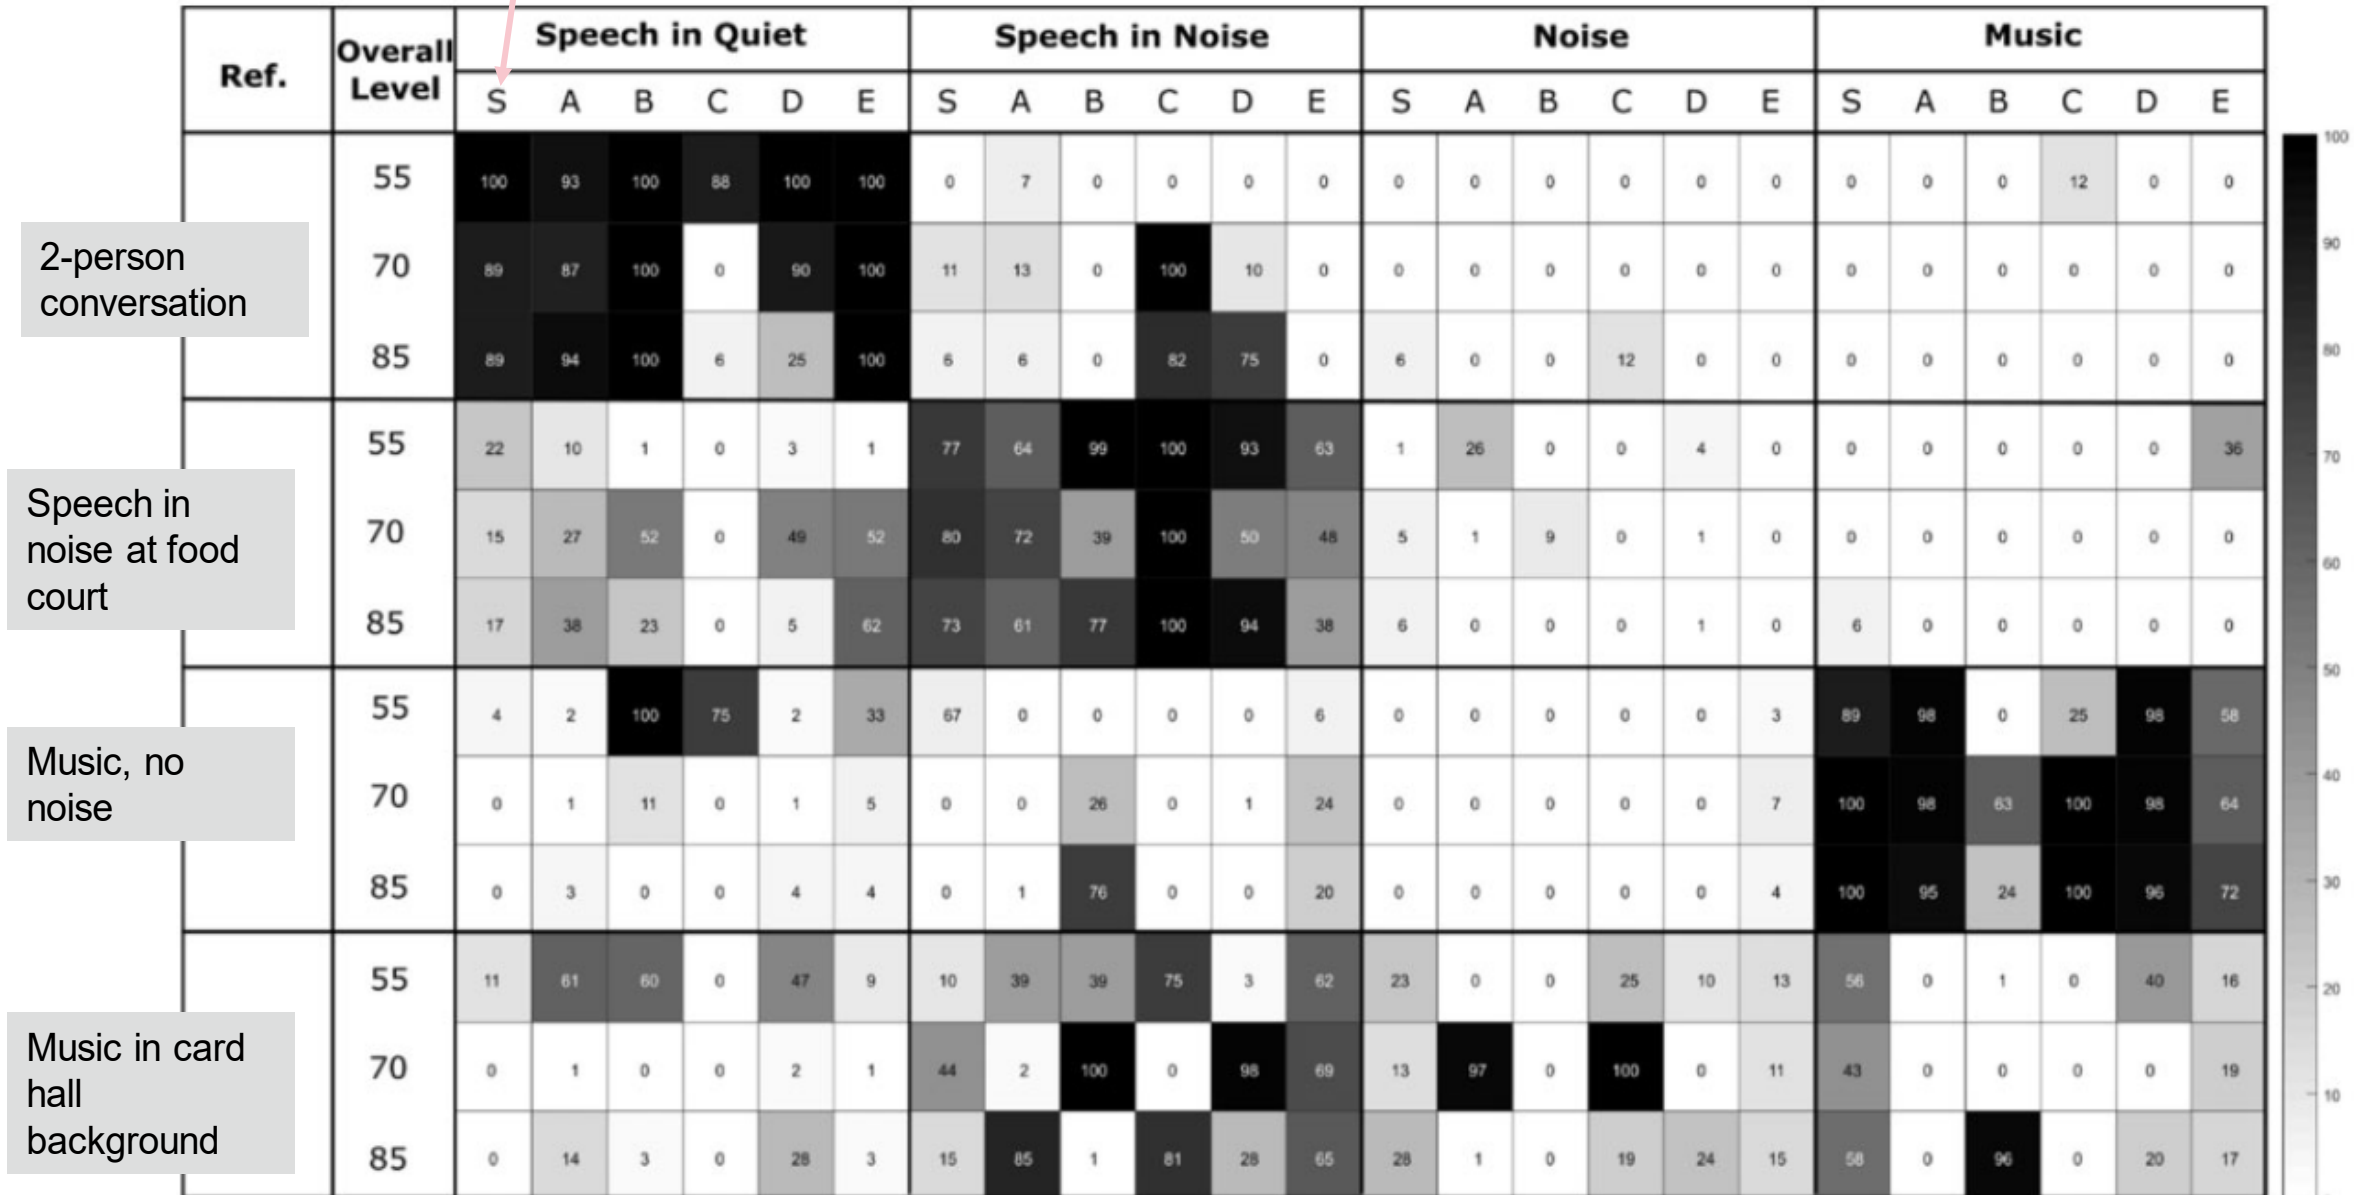 Ref. Overall Level Speech in Quiet Speech in Noise Noise Music
S A B C D E S A B C D E S A B C D E S A B C D E
55 100 93 100 88 100 100 0 7 0 0 0 0 0 0 0 0 0 0 0 0 0 12 0 0
2-person conversation 70 89 87 100 0 90 100 11 13 0 100 10 0 0 0 0 0 0 0 0 0 0 0 0 0
85 89 94 100 6 25 100 6 6 0 82 75 0 6 0 0 12 0 0 0 0 0 0 0 0
55 22 10 1 0 3 1 77 64 99 100 93 63 1 26 0 0 4 0 0 0 0 0 0 36
Speech in noise at food court 70 15 27 52 0 49 52 80 72 39 100 50 48 5 1 9 0 1 0 0 0 0 0 0 0
85 17 38 23 0 5 62 73 61 77 100 94 38 6 0 0 0 1 0 6 0 0 0 0 0
55 4 2 100 75 2 33 67 0 0 0 0 6 0 0 0 0 0 3 89 98 0 25 98 58
Music, no noise 70 0 1 11 0 1 5 0 0 26 0 1 24 0 0 0 0 0 7 100 98 63 100 98 64
85 0 3 0 0 4 4 0 1 76 0 0 20 0 0 0 0 0 4 100 95 24 100 96 72
55 11 61 60 0 47 9 10 39 39 75 3 62 23 0 0 25 10 13 56 0 1 0 40 16
Music in card hall background 70 0 1 0 0 2 1 44 2 100 0 98 69 13 97 0 100 0 11 43 0 0 0 0 19
85 0 14 3 0 28 3 15 85 1 81 28 65 28 1 0 19 24 15 58 0 96 0 20 17
100
90
80
70
60
50
40
30
20
10